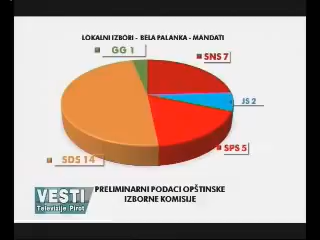 LOKALNI IZBORI - BELA PALANKA - MANDATI
GG 1
SNS 7
JS 2
SPS 5
SDS 14
PRELIMINARNI PODACI OPŠTINSKE
IZBORNE KOMISIJE
VESTI
Televizije Pirot